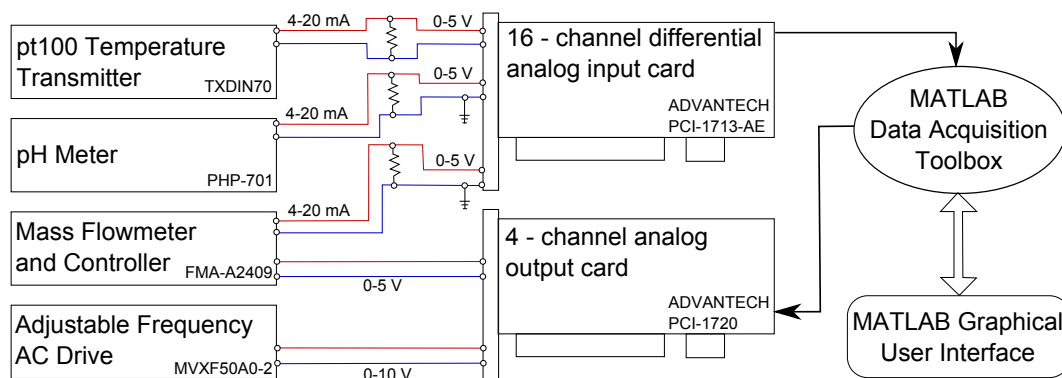 pt100 Temperature
Transmitter
TXDIN70
4-20 mA
0-5 V
pH Meter
PHP-701
4-20 mA
0-5 V
Mass Flowmeter
and Controller
FMA-A2409
4-20 mA
0-5 V
0-5 V
Adjustable Frequency
AC Drive
MVXF50A0-2
0-10 V
16 - channel differential
analog input card
ADVANTECH
PCI-1713-AE
4 - channel analog
output card
ADVANTECH
PCI-1720
MATLAB
Data Acquisition
Toolbox
MATLAB Graphical
User Interface